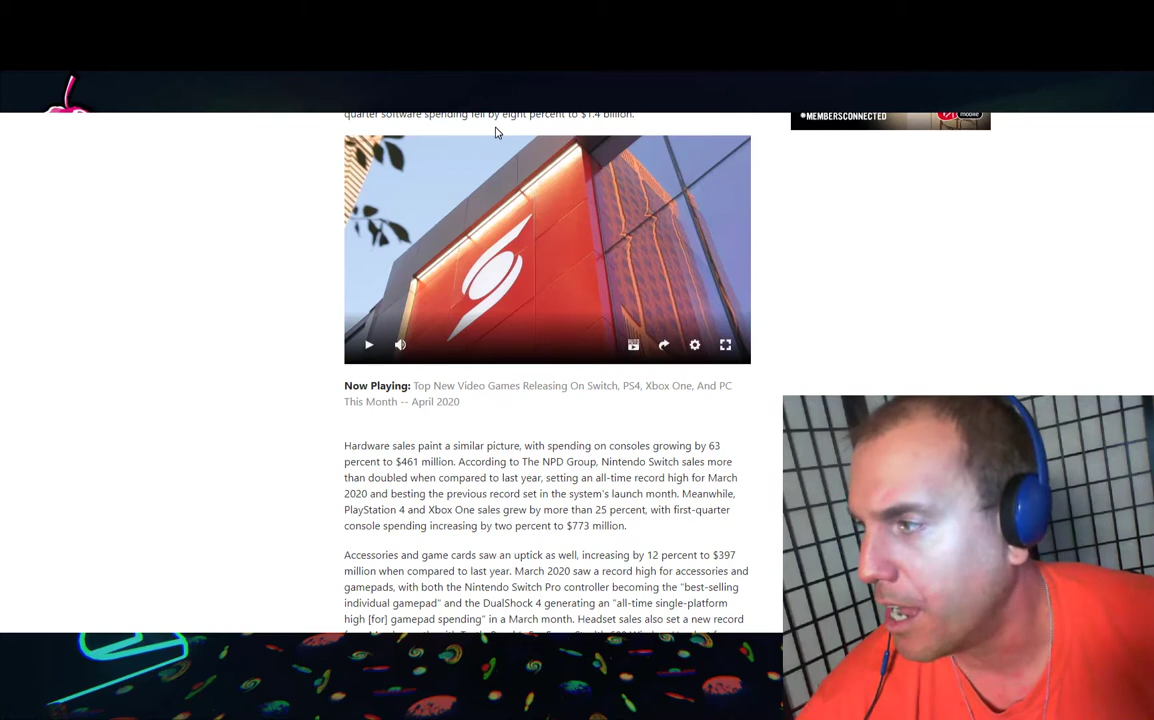 quarter software spending fell by eight percent to $1.4 billion.
#MEMBERSCONNECTED
Now Playing: Top New Video Games Releasing On Switch, PS4, Xbox One, And PC
This Month -- April 2020
Hardware sales paint a similar picture, with spending on consoles growing by 63
percent to $461 million. According to The NPD Group, Nintendo Switch sales more
than doubled when compared to last year, setting an all-time record high for March
2020 and besting the previous record set in the system's launch month. Meanwhile,
PlayStation 4 and Xbox One sales grew by more than 25 percent, with first-quarter
console spending increasing by two percent to $773 million.
Accessories and game cards saw an uptick as well, increasing by 12 percent to $397
million when compared to last year. March 2020 saw a record high for accessories and
gamepads, with both the Nintendo Switch Pro controller becoming the "best-selling
individual gamepad" and the DualShock 4 generating an "all-time single-platform
high [for] gamepad spending" in a March month. Headset sales also set a new record